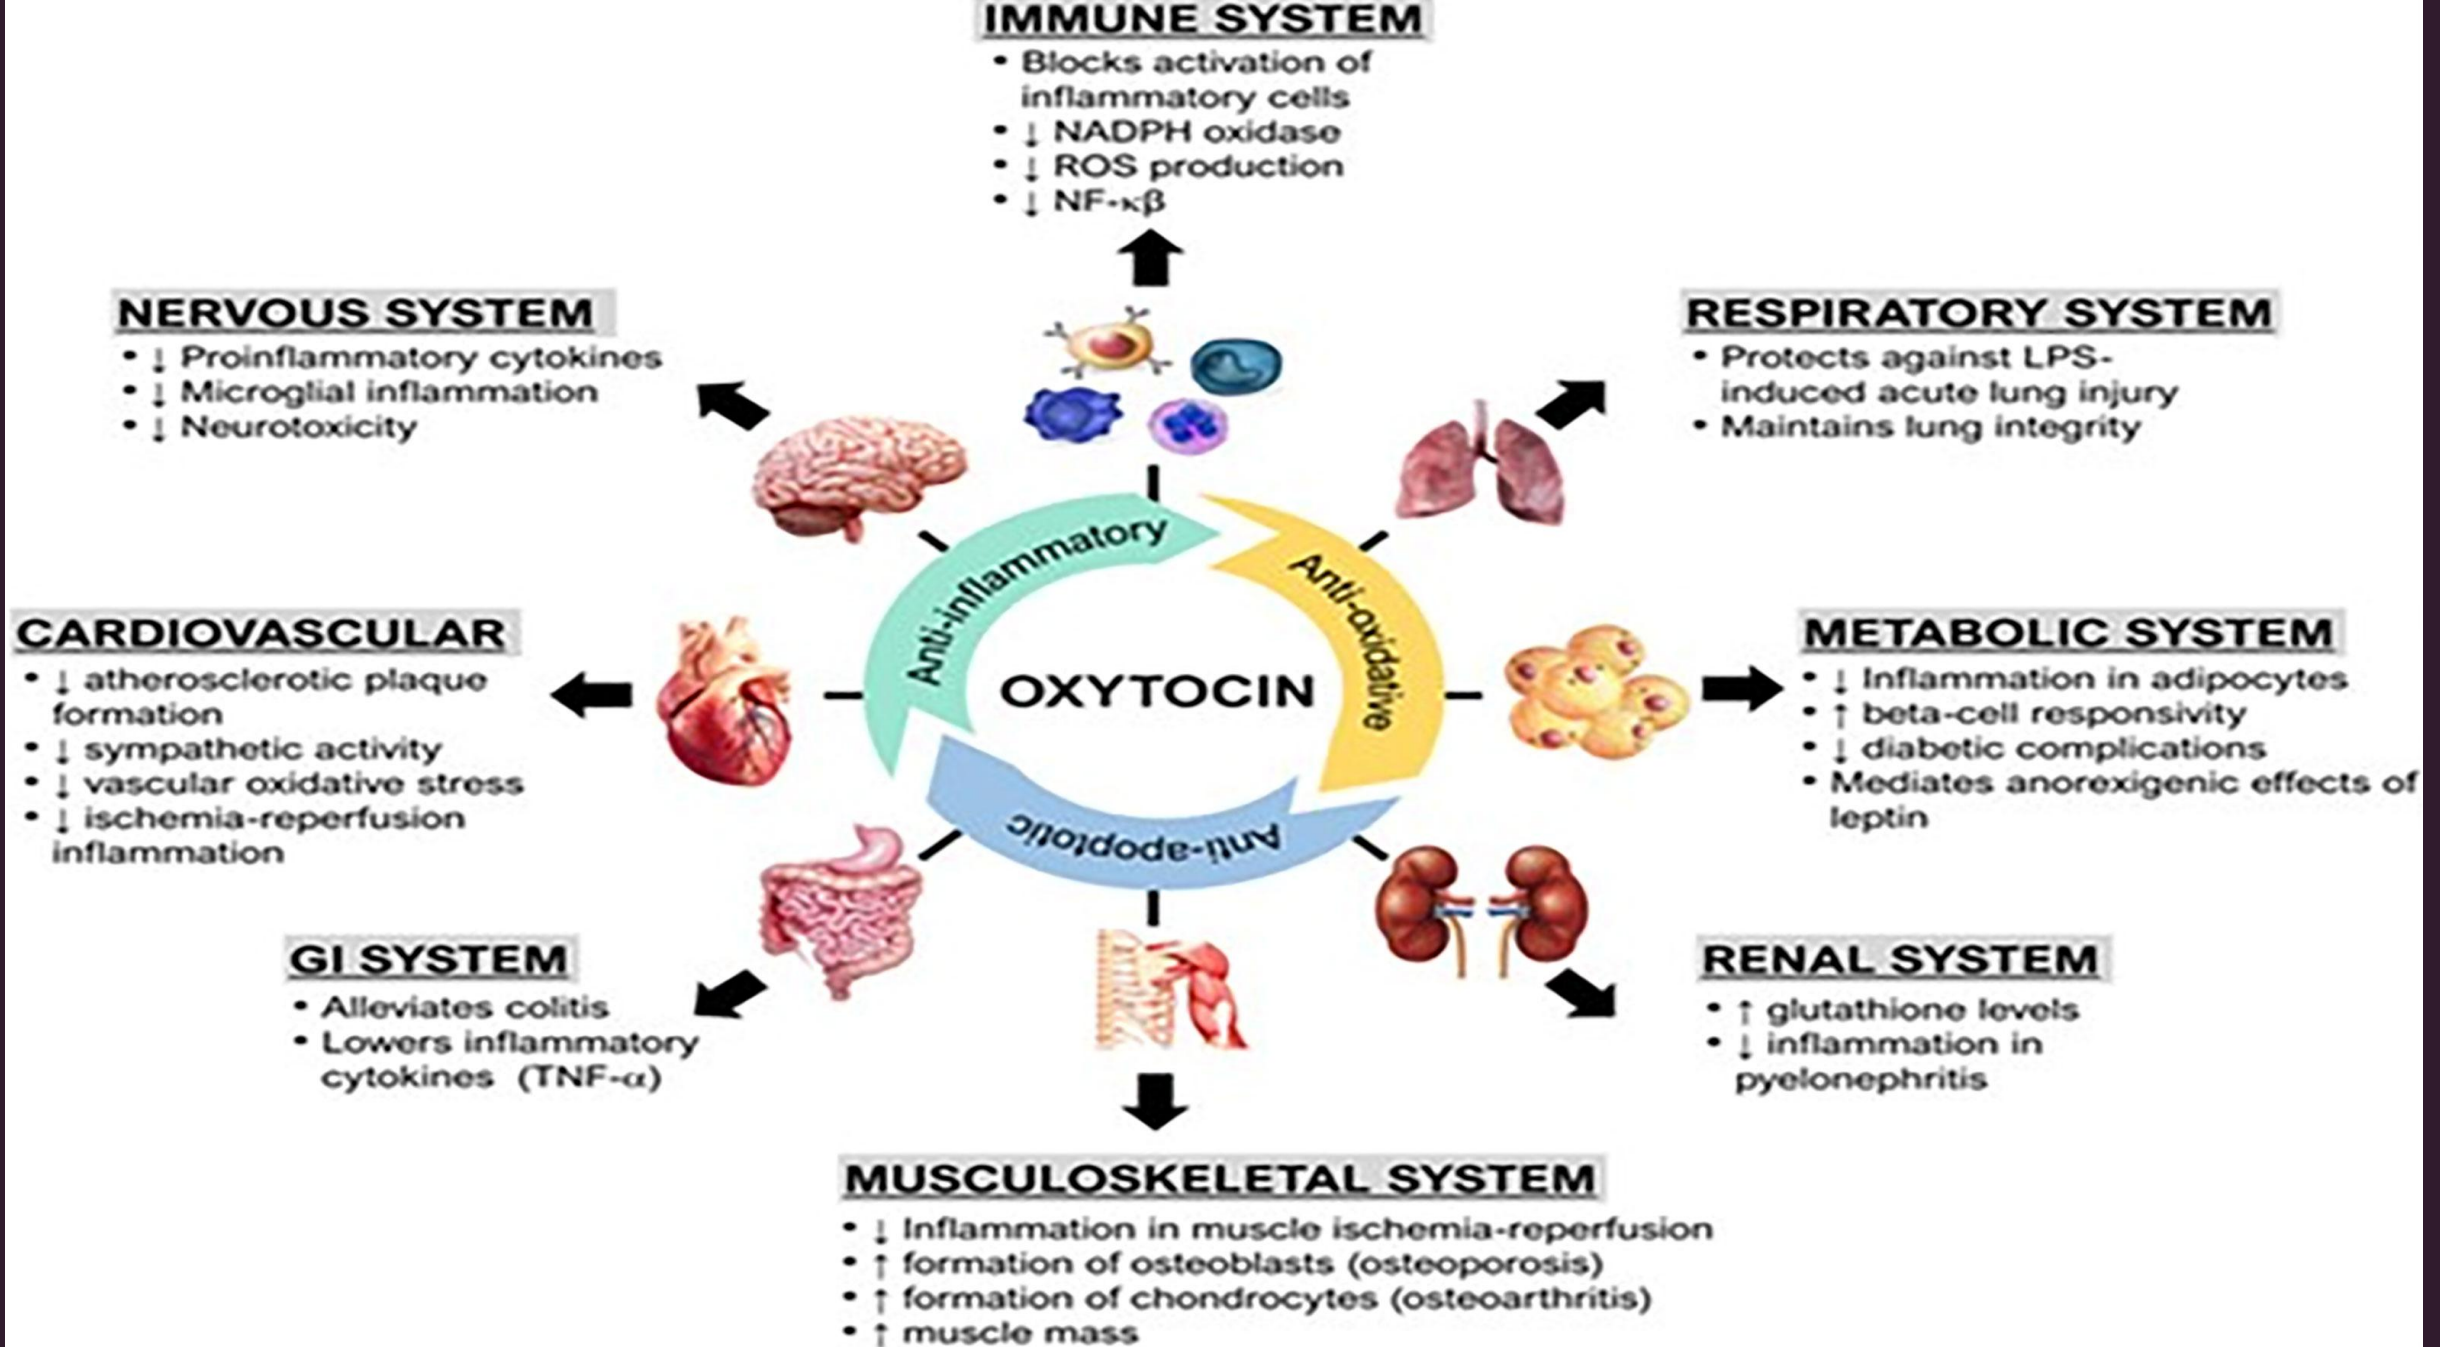 IMMUNE SYSTEM
• Blocks activation of
inflammatory cells
• ↓ NADPH oxidase
• ↓ ROS production
• ↓ NF-κβ
NERVOUS SYSTEM
• ↓ Proinflammatory cytokines
• ↓ Microglial inflammation
• ↓ Neurotoxicity
RESPIRATORY SYSTEM
• Protects against LPS-
induced acute lung injury
• Maintains lung integrity
CARDIOVASCULAR
• ↓ atherosclerotic plaque
formation
• ↓ sympathetic activity
• ↓ vascular oxidative stress
• ↓ ischemia-reperfusion
inflammation
Anti-inflammatory
Anti-oxidative
OXYTOCIN
Anti-apoptotic
METABOLIC SYSTEM
• ↓ Inflammation in adipocytes
• ↑ beta-cell responsivity
• ↓ diabetic complications
• Mediates anorexigenic effects of
leptin
GI SYSTEM
• Alleviates colitis
• Lowers inflammatory
cytokines (TNF-α)
RENAL SYSTEM
• ↑ glutathione levels
• ↓ inflammation in
pyelonephritis
MUSCULOSKELETAL SYSTEM
• ↓ Inflammation in muscle ischemia-reperfusion
• ↑ formation of osteoblasts (osteoporosis)
• ↑ formation of chondrocytes (osteoarthritis)
• ↑ muscle mass